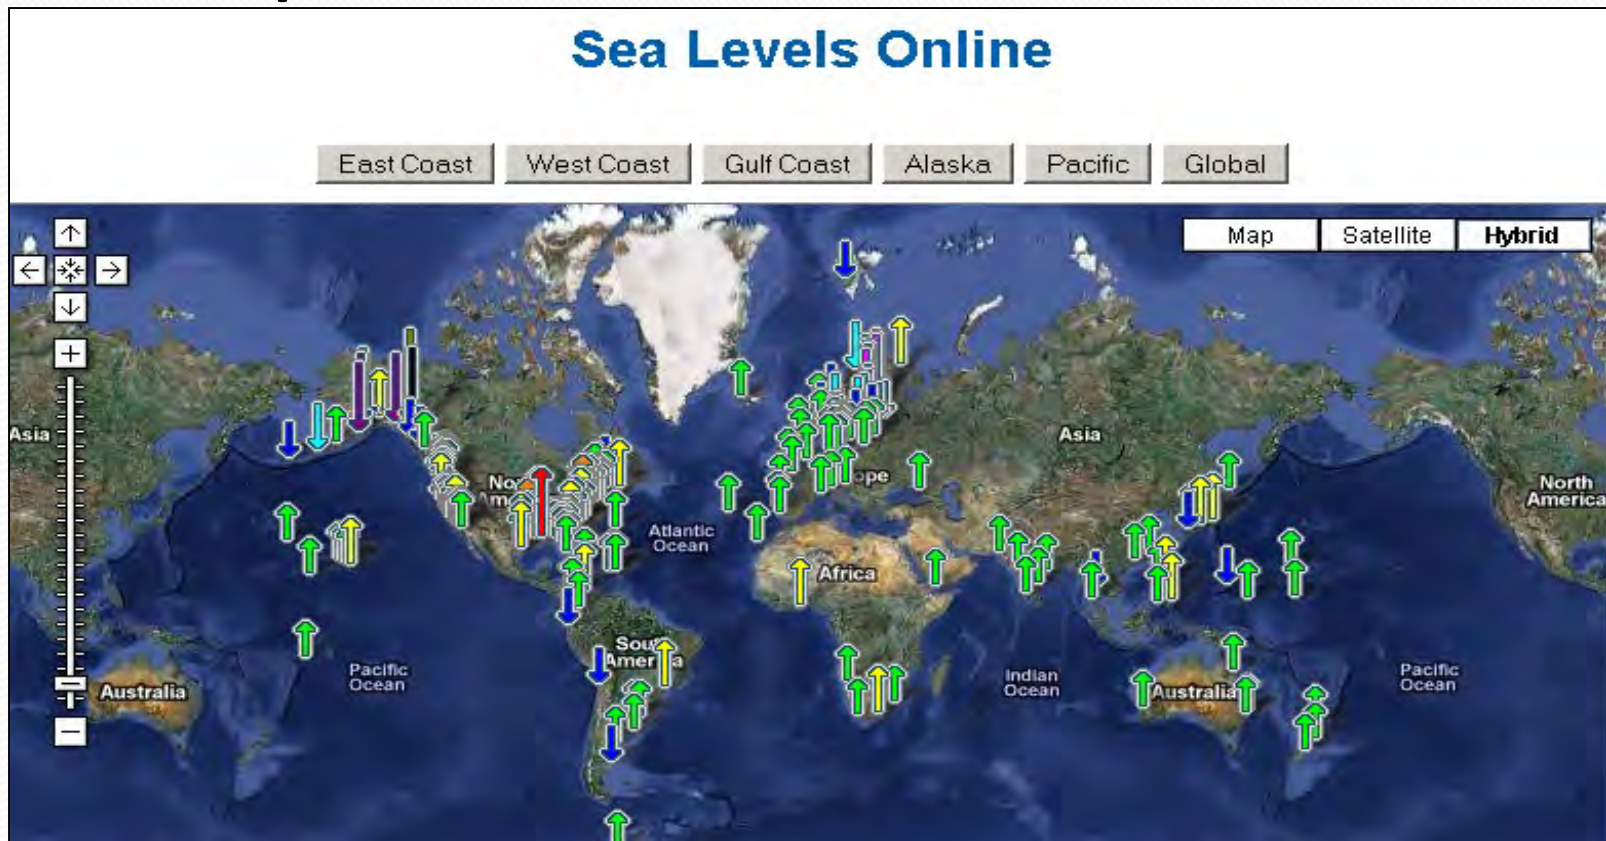 Sea Levels Online
East Coast West Coast Gulf Coast Alaska Pacific Global
Map Satellite Hybrid
Asia
Asia
North
America
Atlantic
Ocean
Africa
Pacific
Ocean
Indian
Ocean
Pacific
Ocean
Australia
Australia